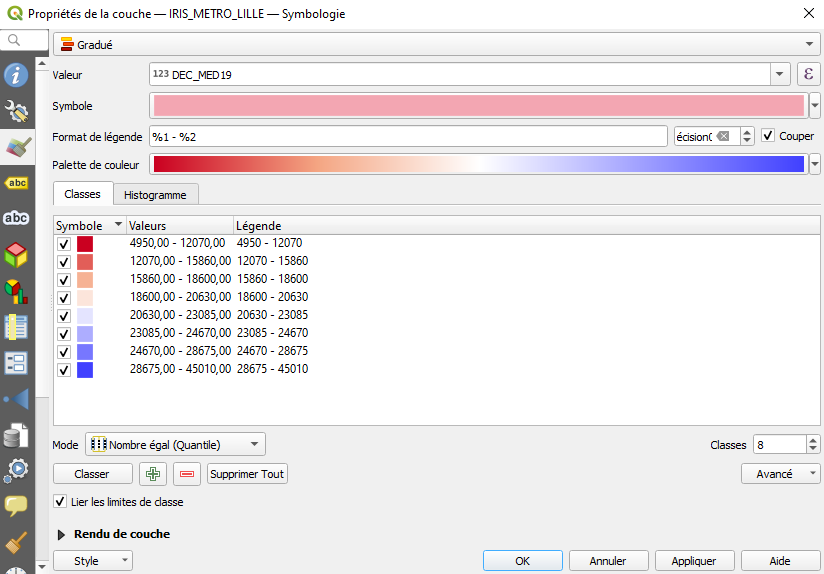 Propriétés de la couche — IRIS_METRO_LILLE — Symbologie
Gradué
Valeur 123 DEC_MED19 ε
Symbole
Format de légende %1 - %2 écision( Couper
Palette de couleur
Classes Histogramme
Symbole Valeurs Légende
4950,00 - 12070,00 4950 - 12070
12070,00 - 15860,00 12070 - 15860
15860,00 - 18600,00 15860 - 18600
18600,00 - 20630,00 18600 - 20630
20630,00 - 23085,00 20630 - 23085
23085,00 - 24670,00 23085 - 24670
24670,00 - 28675,00 24670 - 28675
28675,00 - 45010,00 28675 - 45010
Mode Nombre égal (Quantile) Classes 8
Classer Supprimer Tout Avancé
Lier les limites de classe
Rendu de couche
Style OK Annuler Appliquer Aide
abc
abc